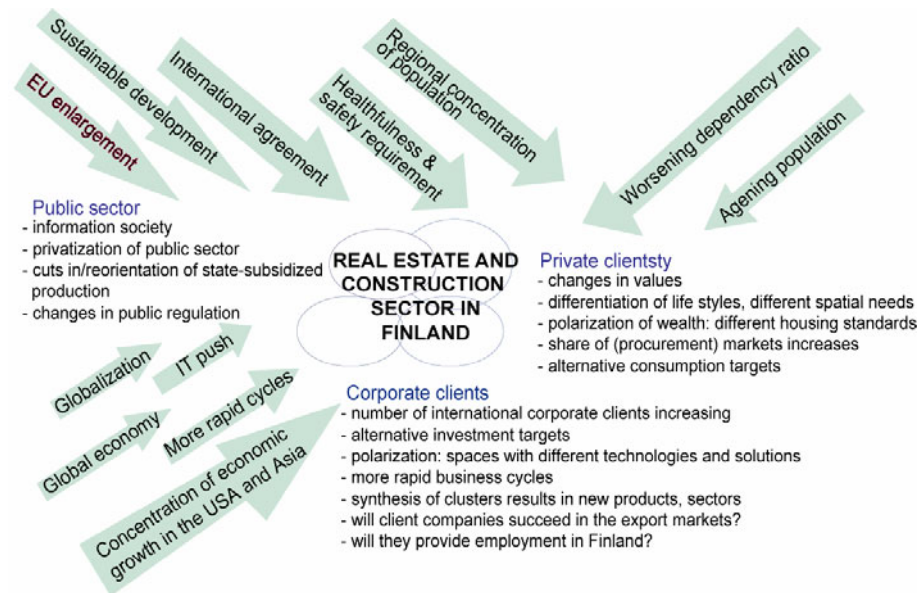 EU enlargement
Sustainable development
International agreement
Healthfulness &
safety requirement
Regional concentration
of population
Worsening dependency ratio
Agening population
Public sector
- information society
- privatization of public sector
- cuts in/reorientation of state-subsidized
production
- changes in public regulation
REAL ESTATE AND
CONSTRUCTION
SECTOR IN
FINLAND
Private clientsty
- changes in values
- differentiation of life styles, different spatial needs
- polarization of wealth: different housing standards
- share of (procurement) markets increases
- alternative consumption targets
Globalization
IT push
Global economy
More rapid cycles
Concentration of economic
growth in the USA and Asia
Corporate clients
- number of international corporate clients increasing
- alternative investment targets
- polarization: spaces with different technologies and solutions
- more rapid business cycles
- synthesis of clusters results in new products, sectors
- will client companies succeed in the export markets?
- will they provide employment in Finland?